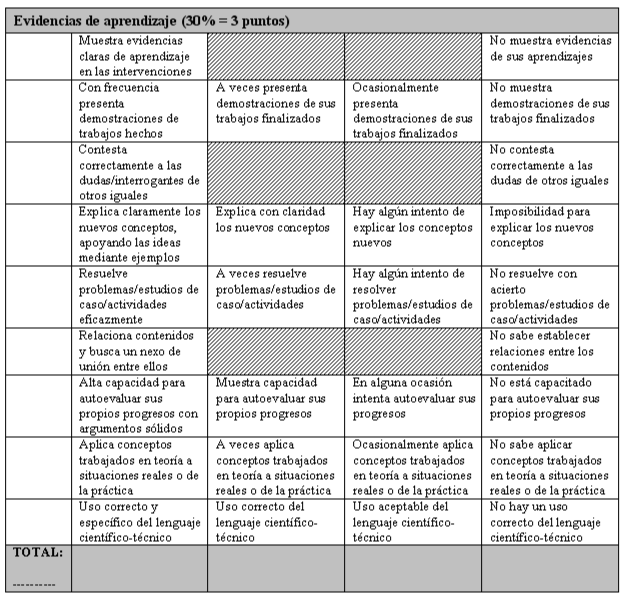 Evidencias de aprendizaje (30% = 3 puntos)
Muestra evidencias
claras de aprendizaje
en las intervenciones
No muestra evidencias
de sus aprendizajes
Con frecuencia
presenta
demostraciones de
trabajos hechos
A veces presenta
demostraciones de sus
trabajos finalizados
Ocasionalmente
presenta
demostraciones de sus
trabajos finalizados
No muestra
demostraciones de sus
trabajos finalizados
Contesta
correctamente a las
dudas/interrogantes de
otros iguales
No contesta
correctamente a las
dudas de otros iguales
Explica claramente los
nuevos conceptos,
apoyando las ideas
mediante ejemplos
Explica con claridad
los nuevos conceptos
Hay algún intento de
explicar los conceptos
nuevos
Imposibilidad para
explicar los nuevos
conceptos
Resuelve
problemas/estudios de
caso/actividades
eficazmente
A veces resuelve
problemas/estudios de
caso/actividades
Hay algún intento de
resolver
problemas/estudios de
caso/actividades
No resuelve con
acierto
problemas/estudios de
caso/actividades
Relaciona contenidos
y busca un nexo de
unión entre ellos
No sabe establecer
relaciones entre los
contenidos
Alta capacidad para
autoevaluar sus
propios progresos con
argumentos sólidos
Muestra capacidad
para autoevaluar sus
propios progresos
En alguna ocasión
intenta autoevaluar sus
progresos
No está capacitado
para autoevaluar sus
propios progresos
Aplica conceptos
trabajados en teoría a
situaciones reales o de
la práctica
A veces aplica
conceptos trabajados
en teoría a situaciones
reales o de la práctica
Ocasionalmente aplica
conceptos trabajados
en teoría a situaciones
reales o de la práctica
No sabe aplicar
conceptos trabajados
en teoría a situaciones
reales o de la práctica
Uso correcto y
específico del lenguaje
científico-técnico
Uso correcto del
lenguaje científico-
técnico
Uso aceptable del
lenguaje científico-
técnico
No hay un uso
correcto del lenguaje
científico-técnico
TOTAL:
----------